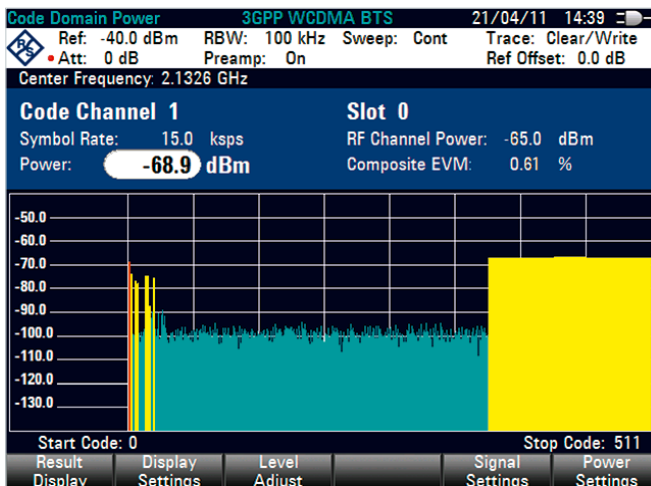 Code Domain Power 3GPP WCDMA BTS 21/04/11 14:39
Ref: -40.0 dBm RBW: 100 kHz Sweep: Cont Trace: Clear/Write
Att: 0 dB Preamp: On Ref Offset: 0.0 dB
Center Frequency: 2.1326 GHz
Code Channel 1 Slot 0
Symbol Rate: 15.0 ksps RF Channel Power: -65.0 dBm
Power: -68.9 dBm Composite EVM: 0.61 %
-50.0
-60.0
-70.0
-80.0
-90.0
-100.0
-110.0
-120.0
-130.0
Start Code: 0 Stop Code: 511
Result Display Level Signal Power
Display Settings Adjust Settings Settings